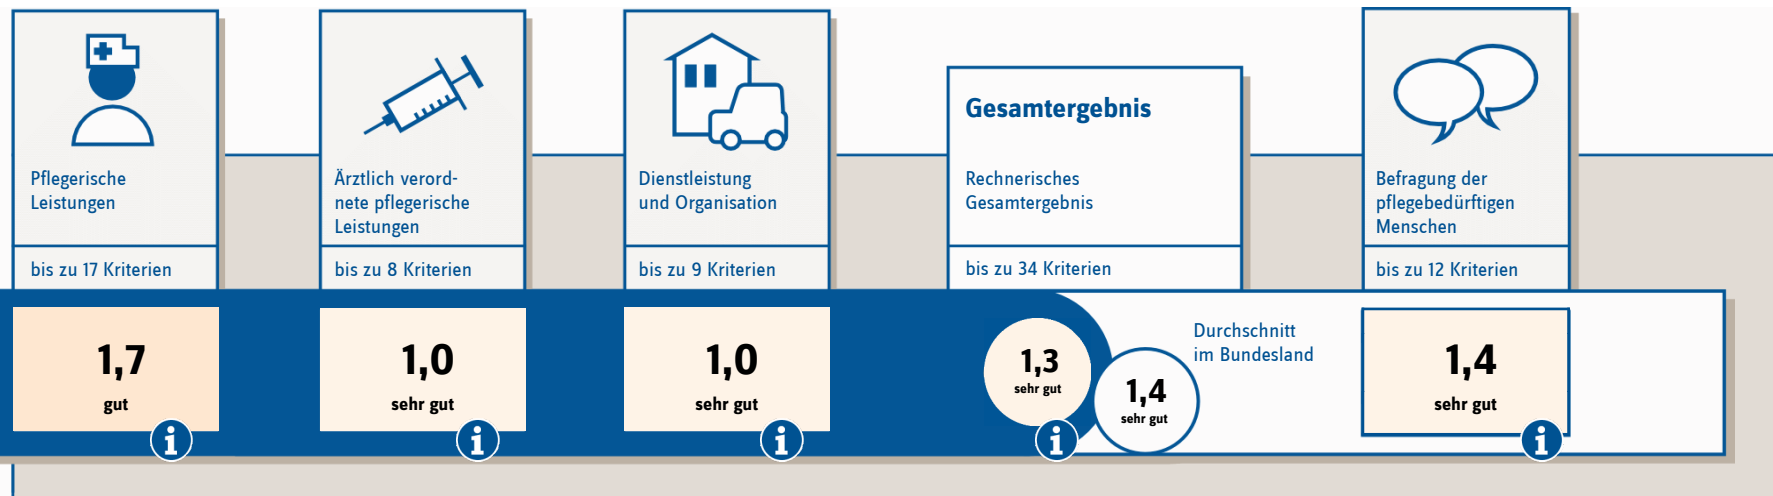 Pflegerische
Leistungen
bis zu 17 Kriterien
1,7
gut
i
Ärztlich verord-
nete pflegerische
Leistungen
bis zu 8 Kriterien
1,0
sehr gut
i
Dienstleistung
und Organisation
bis zu 9 Kriterien
1,0
sehr gut
i
Gesamtergebnis
Rechnerisches
Gesamtergebnis
bis zu 34 Kriterien
1,3
sehr gut
i
1,4
sehr gut
Durchschnitt
im Bundesland
Befragung der
pflegebedürftigen
Menschen
bis zu 12 Kriterien
1,4
sehr gut
i